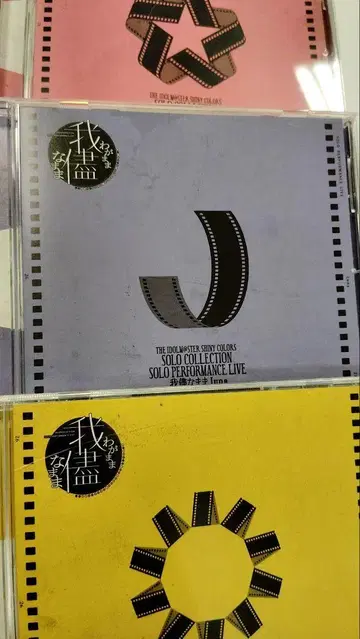 THE IDOLM@STER SHINY COLORS
我儘
わがまま
なまま
THE IDOLM@STER SHINY COLORS
SOLO COLLECTION
SOLO PERFORMANCE LIVE
我儘なまま
我儘
わがまま
なまま